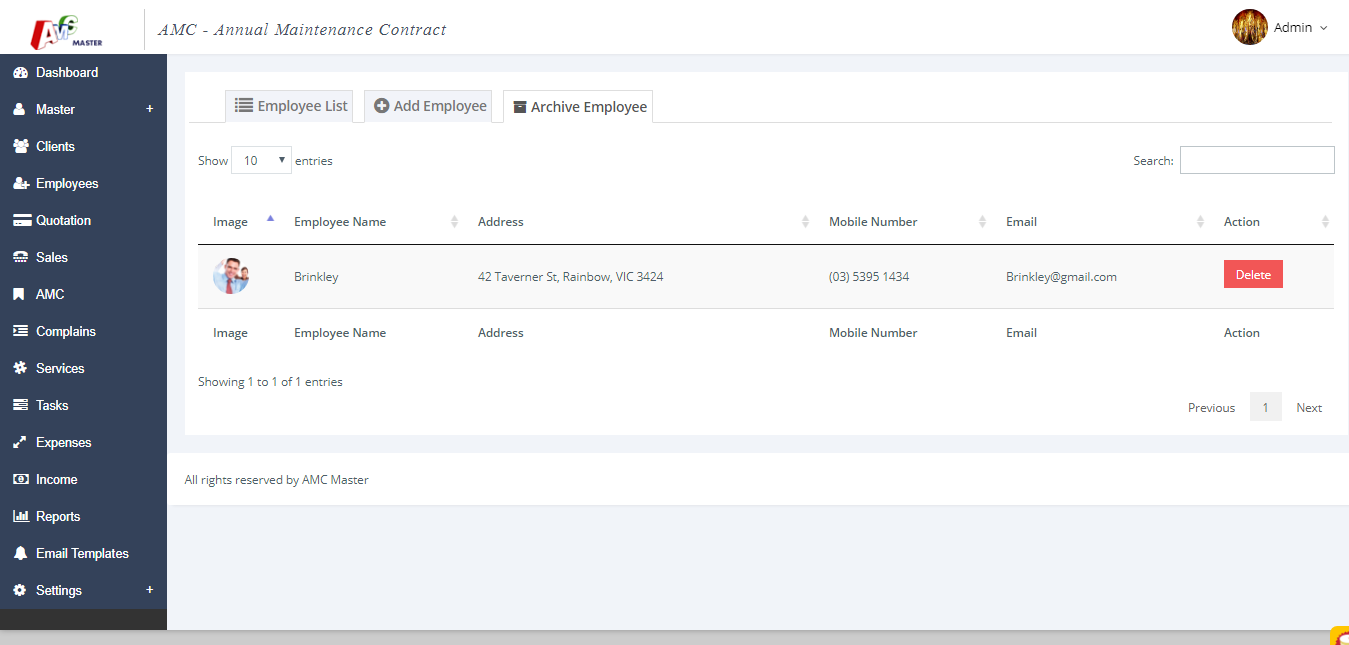 AMC MASTER
AMC - Annual Maintenance Contract
Admin
Dashboard
Master +
Clients
Employees
Quotation
Sales
AMC
Complains
Services
Tasks
Expenses
Income
Reports
Email Templates
Settings +
Employee List Add Employee Archive Employee
Show 10 entries Search:
Image Employee Name Address Mobile Number Email Action
Brinkley 42 Taverner St, Rainbow, VIC 3424 (03) 5395 1434 Brinkley@gmail.com Delete
Image Employee Name Address Mobile Number Email Action
Showing 1 to 1 of 1 entries
Previous 1 Next
All rights reserved by AMC Master